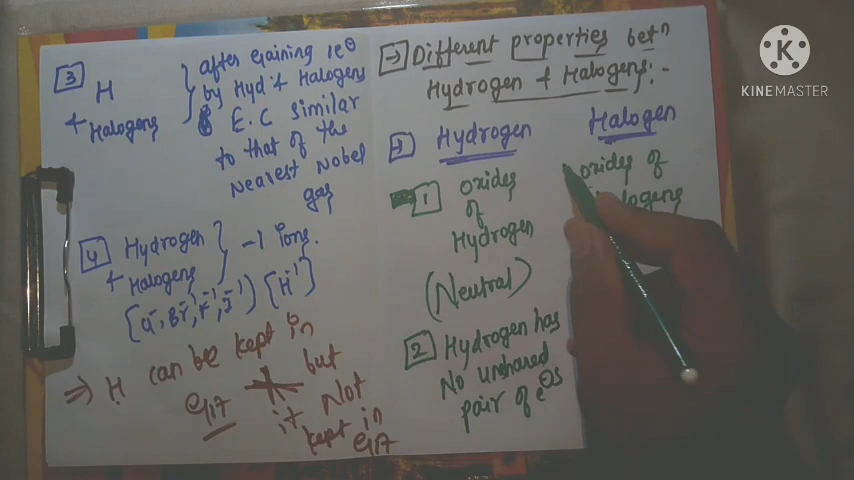 3 H + Halogens
after gaining 1e⊖
by Hyd + Halogens
E.C similar
to that of the
nearest Nobel
gas
4 Hydrogen + Halogens } -1 ions.
[Cl⁻, Br⁻¹, F⁻¹, I⁻¹) [H⁻¹]
⇒ H can be kept in
G17 but
it Not
kept in
G17
→ Different properties betⁿ
Hydrogen + Halogens:-
→ Hydrogen
1 oxides
of
Hydrogen
(Neutral)
2 Hydrogen has
No unshared
pair of e⊖s
Halogen
oxides of
KINEMASTER